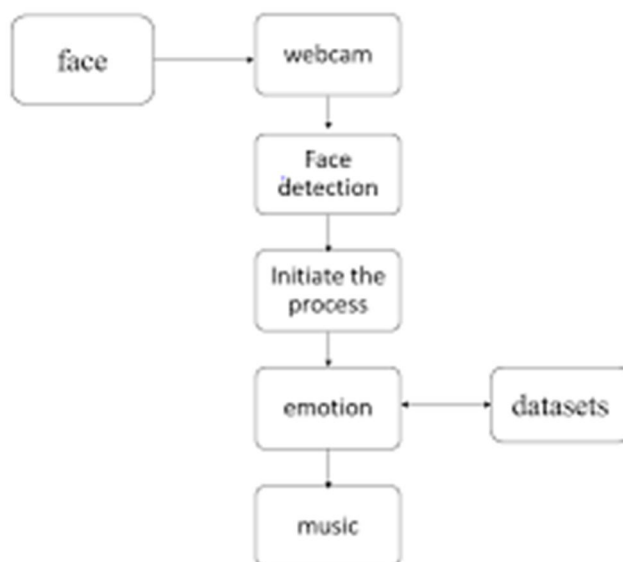 face
webcam
Face
detection
Initiate the
process
emotion
datasets
music